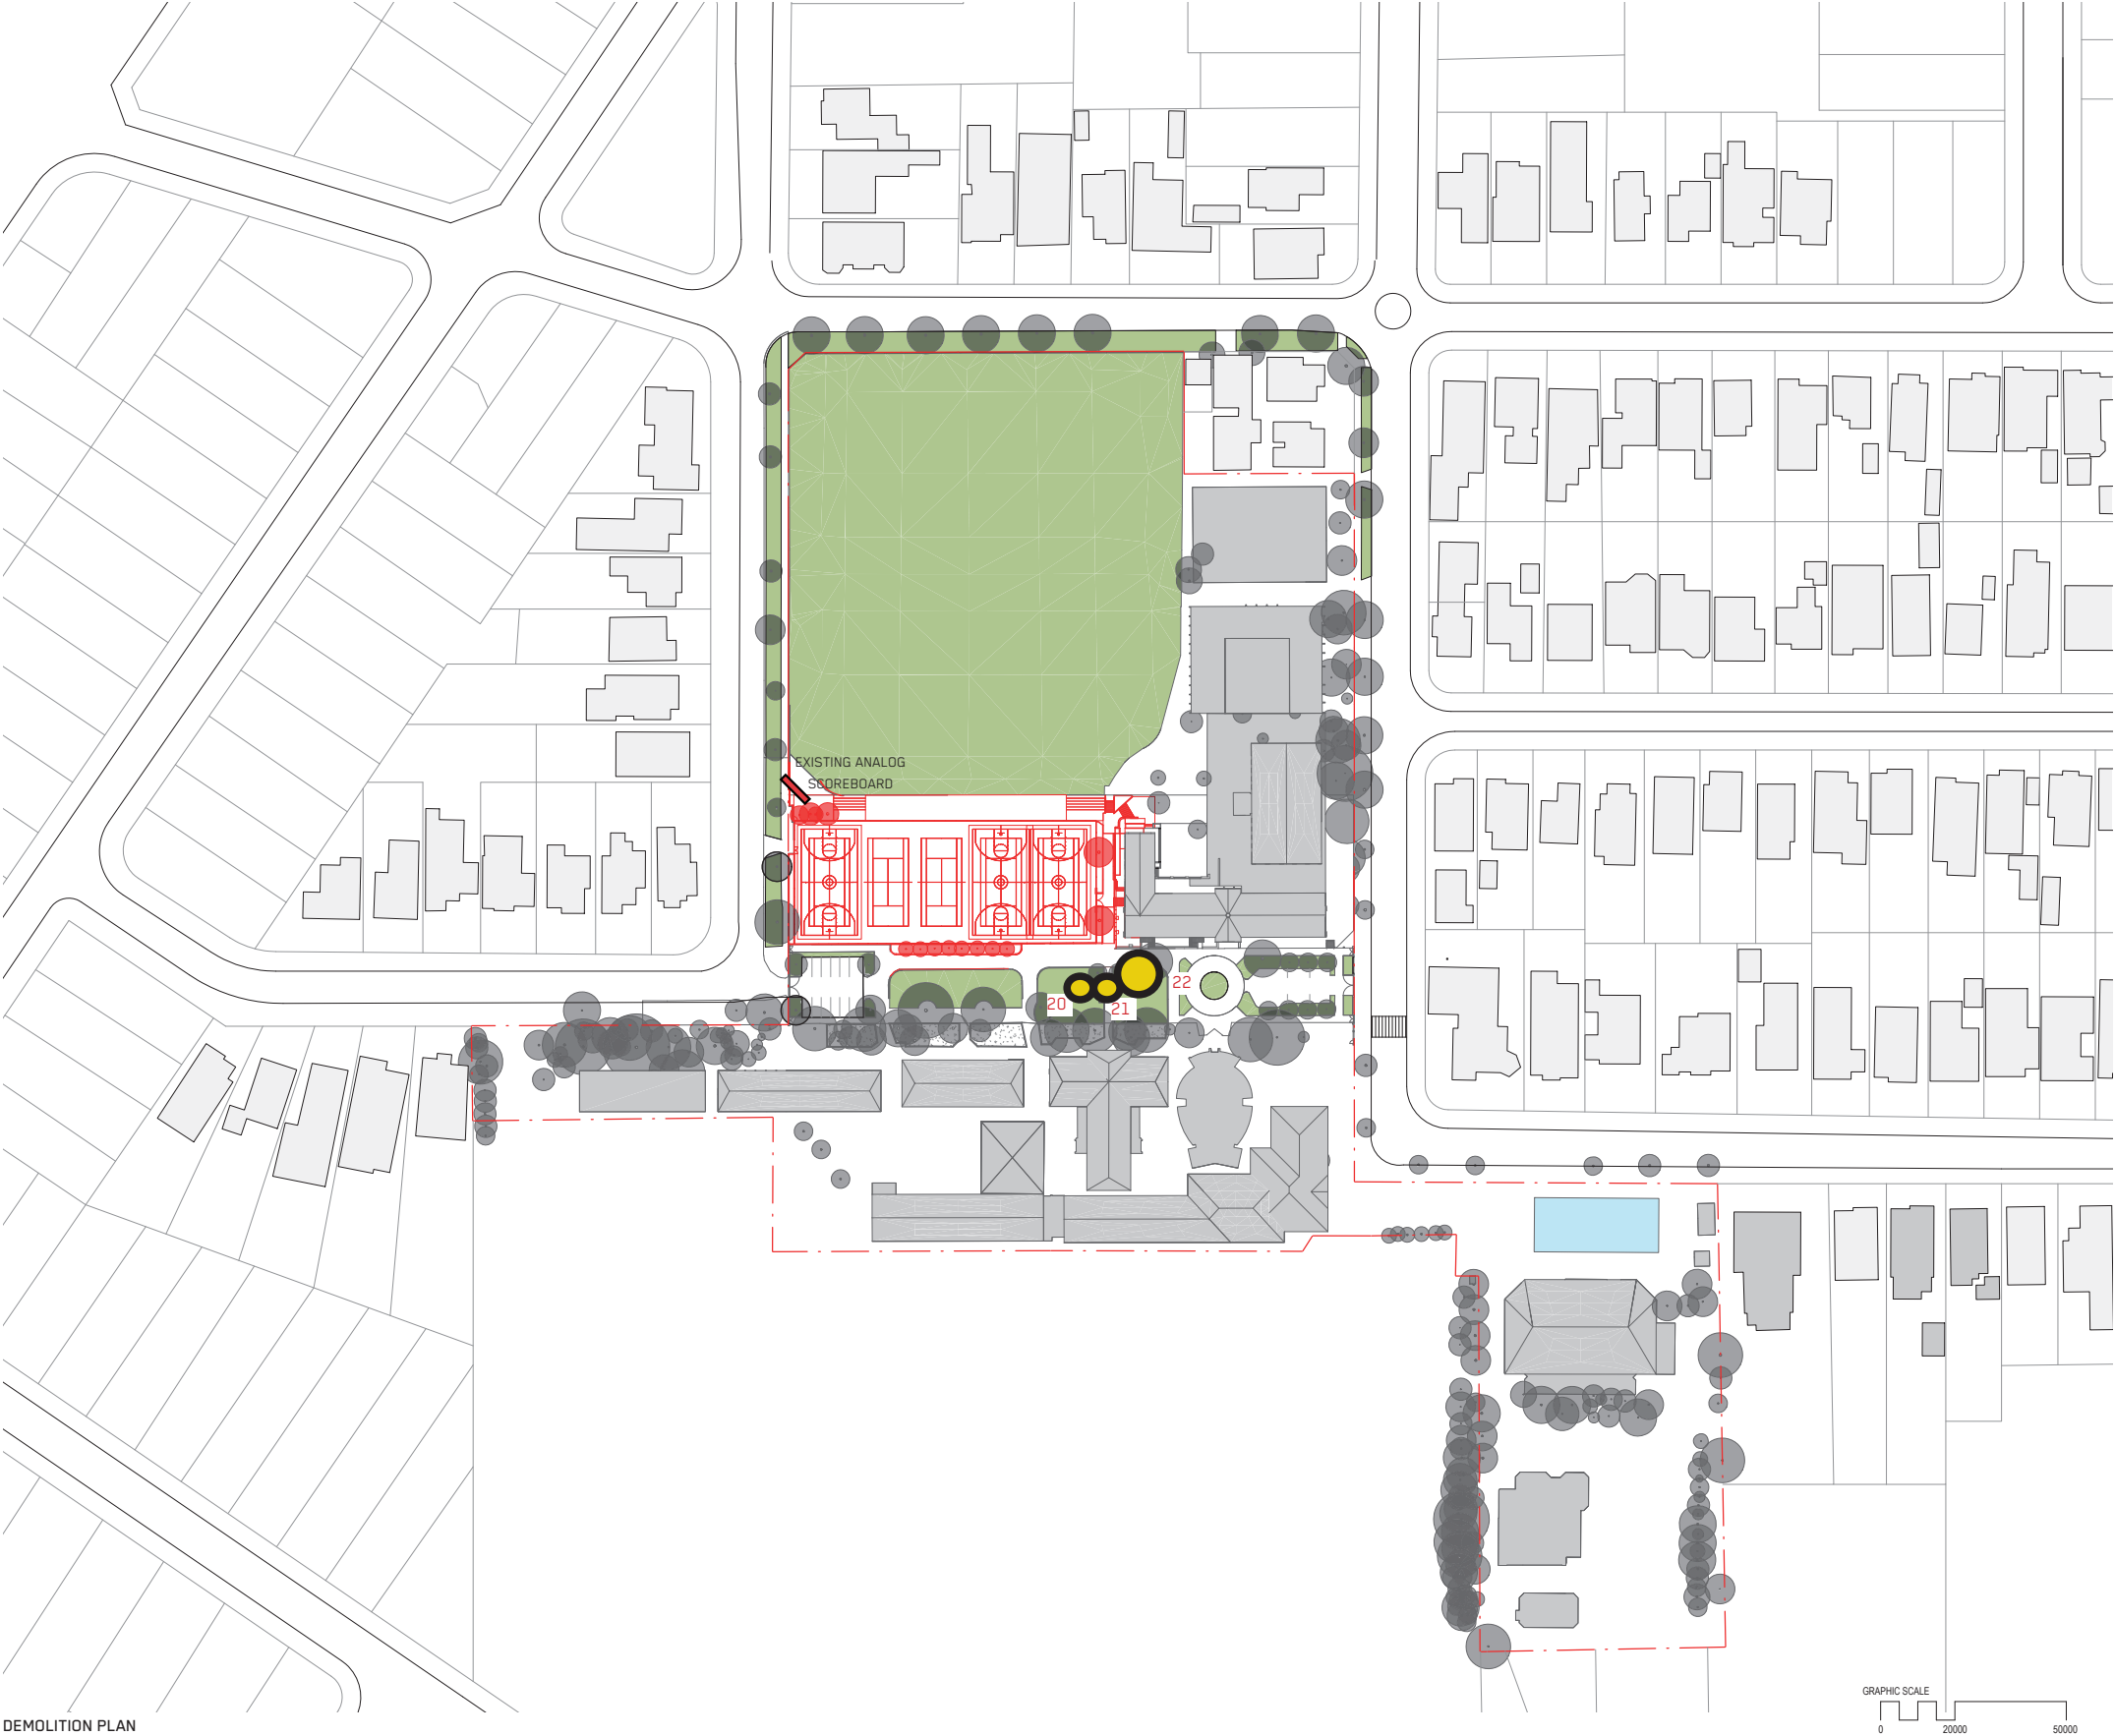 EXISTING ANALOG
SCOREBOARD
22
20
21
GRAPHIC SCALE
0 20000 50000
DEMOLITION PLAN